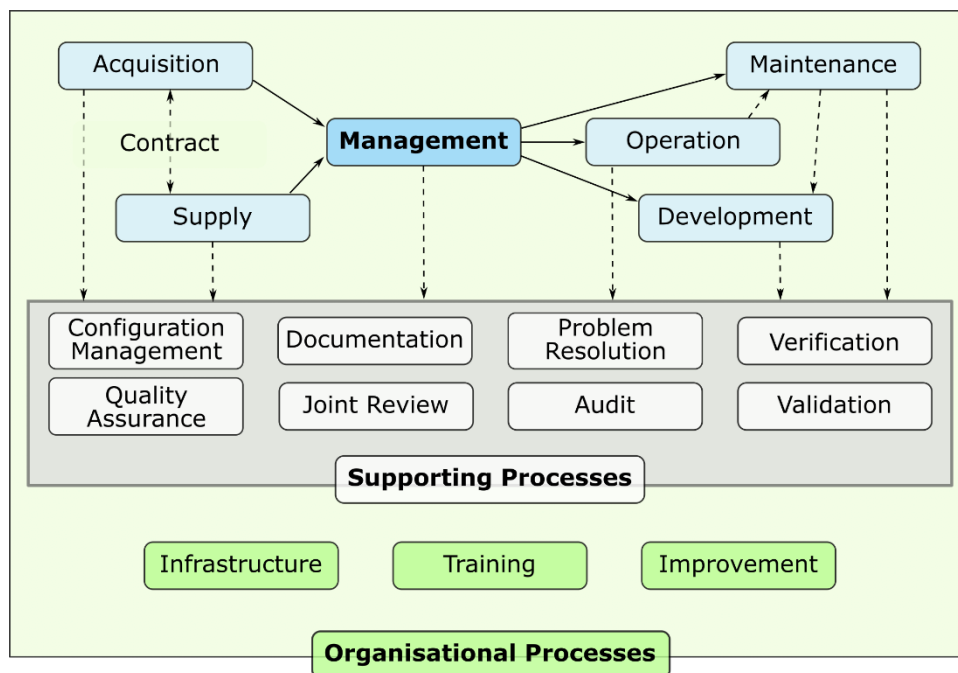 Acquisition
Maintenance
Contract
Management
Operation
Supply
Development
Configuration
Management
Documentation
Problem
Resolution
Verification
Quality
Assurance
Joint Review
Audit
Validation
Supporting Processes
Infrastructure
Training
Improvement
Organisational Processes